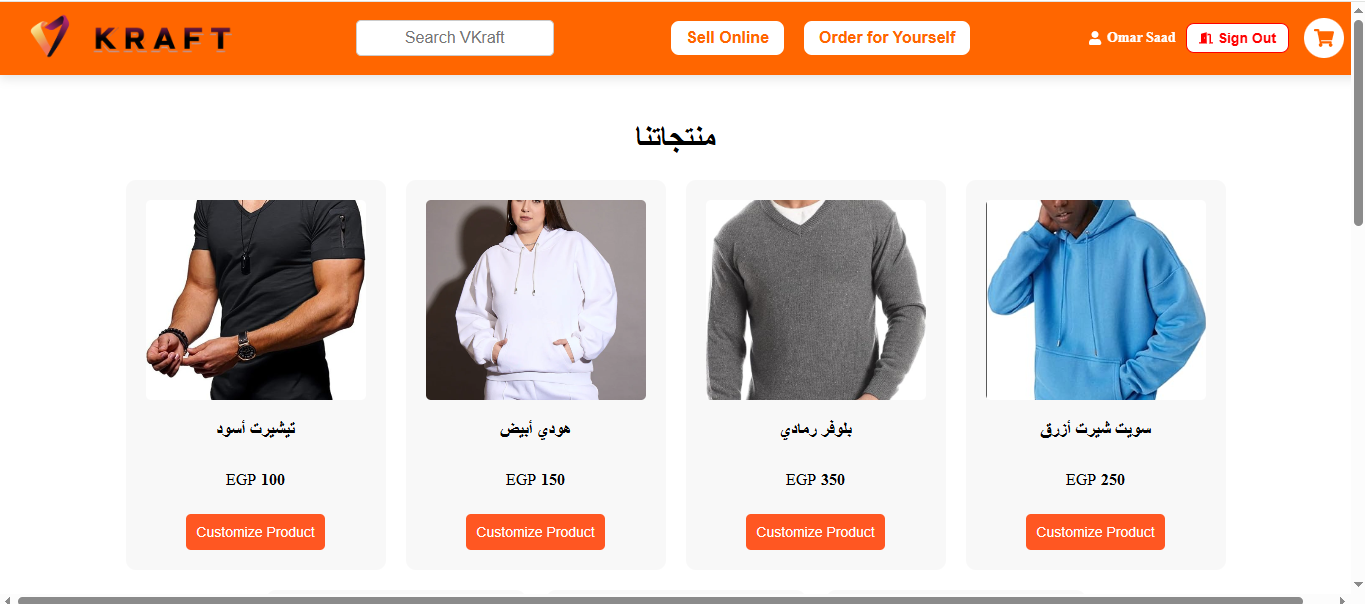 KRAFT
Search VKraft
Sell Online
Order for Yourself
Omar Saad
Sign Out
منتجاتنا
تيشيرت أسود
EGP 100
Customize Product
هودي أبيض
EGP 150
Customize Product
بلوفر رمادي
EGP 350
Customize Product
سويت شيرت أزرق
EGP 250
Customize Product